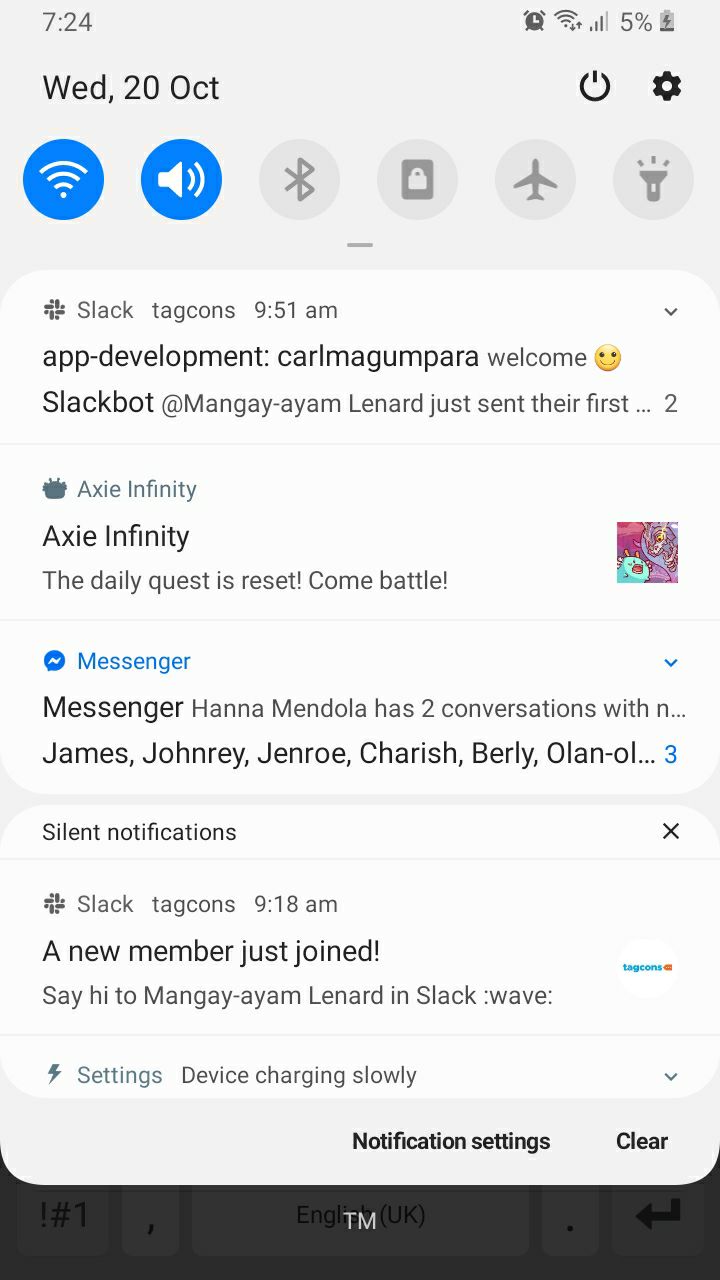 7:24 5%
Wed, 20 Oct
Slack tagcons 9:51 am
app-development: carlmagumpara welcome 🙂
Slackbot @Mangay-ayam Lenard just sent their first ... 2
Axie Infinity
Axie Infinity
The daily quest is reset! Come battle!
Messenger
Messenger Hanna Mendola has 2 conversations with n...
James, Johnrey, Jenroe, Charish, Berly, Olan-ol... 3
Silent notifications
Slack tagcons 9:18 am
A new member just joined!
tagcons
Say hi to Mangay-ayam Lenard in Slack :wave:
Settings Device charging slowly
Notification settings Clear
!#1 , English (UK) .
TM